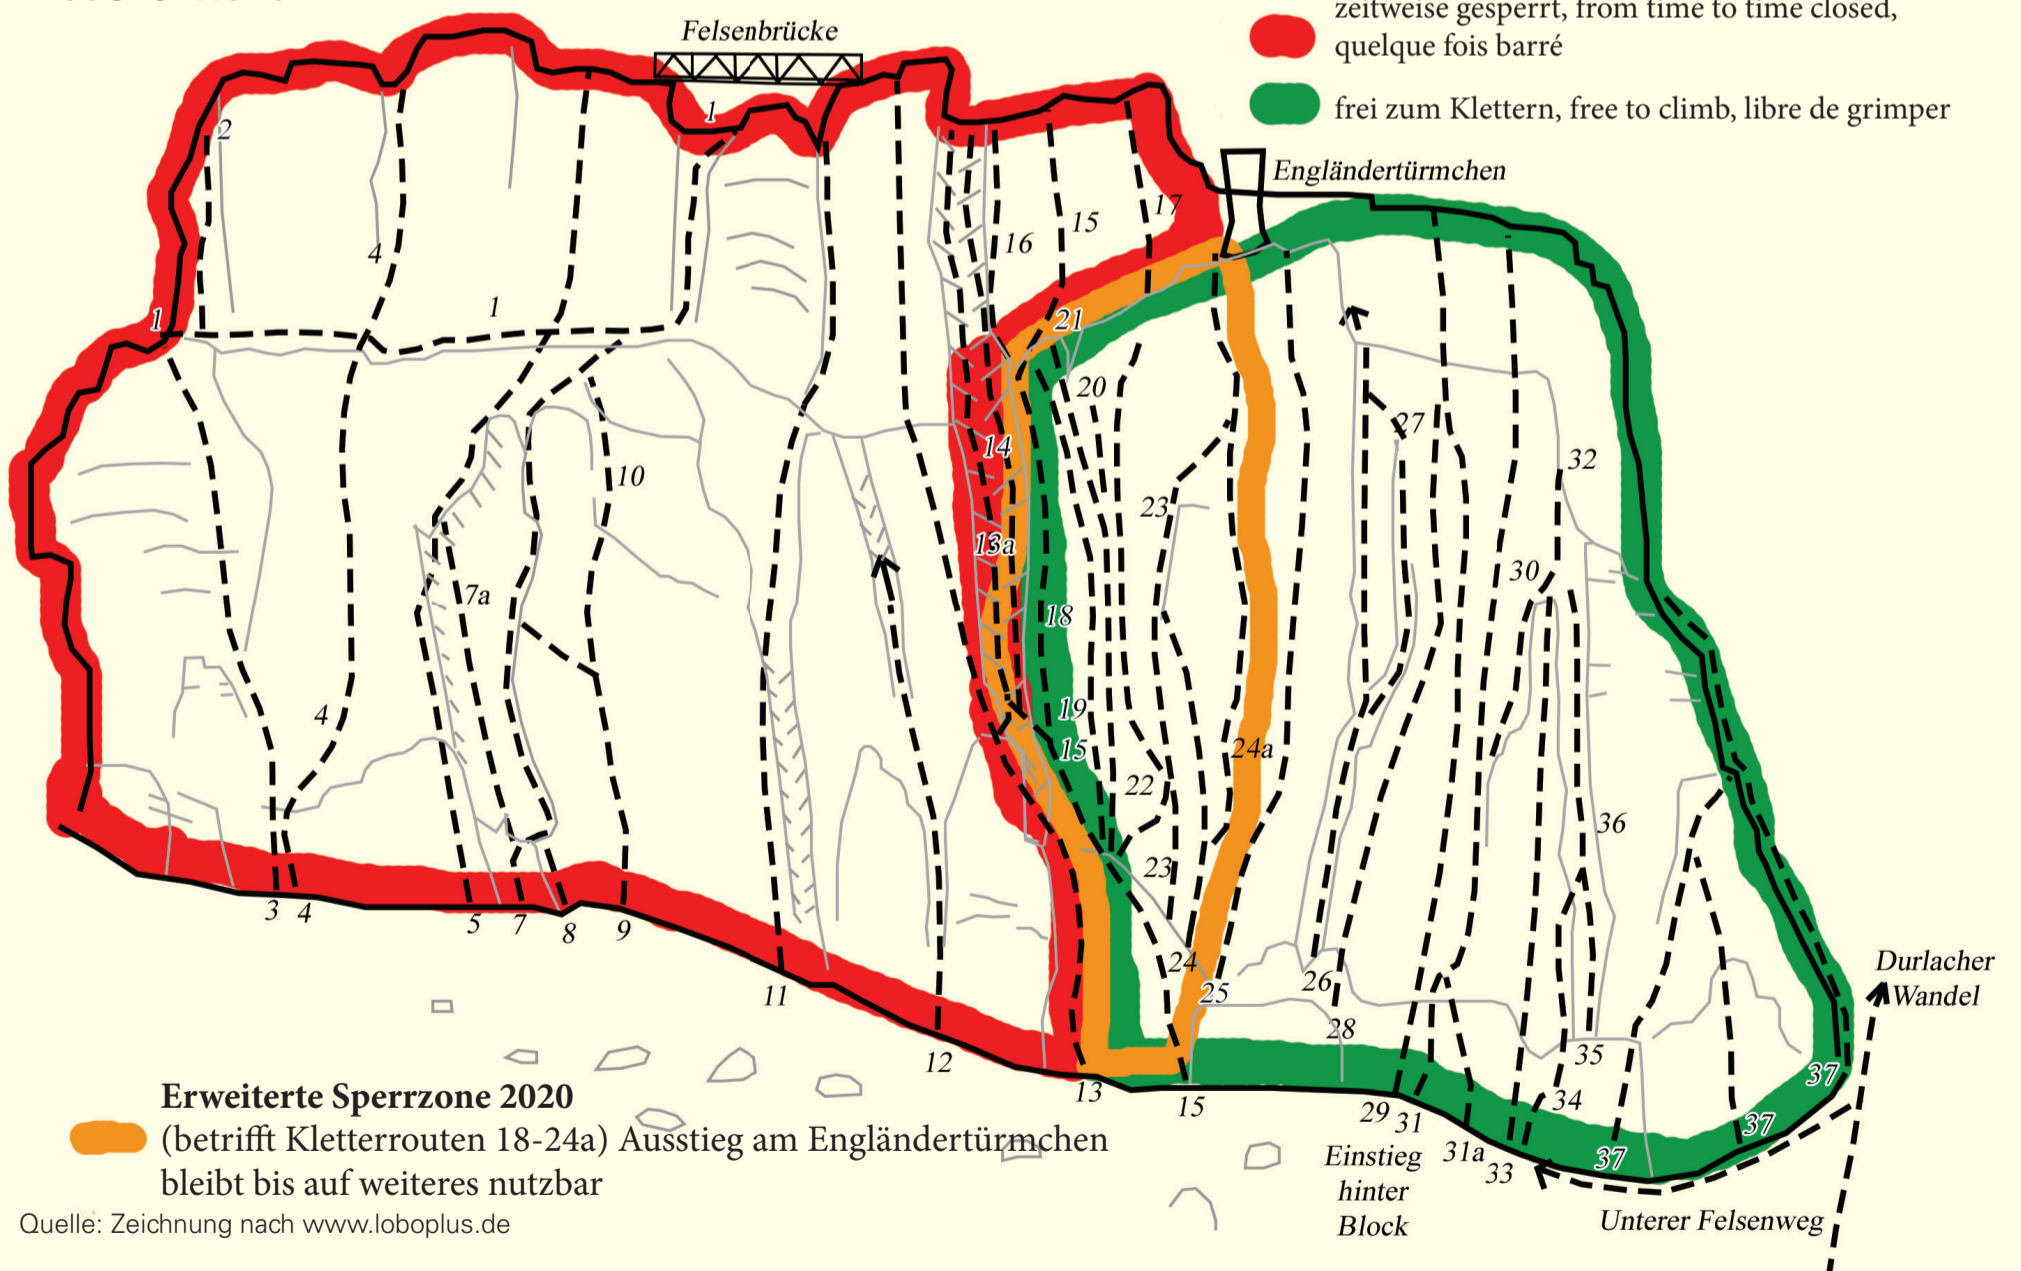 zeitweise gesperrt, from time to time closed,
quelque fois barré
frei zum Klettern, free to climb, libre de grimper
Felsenbrücke
Engländertürmchen
1
2
4
1
1
16
15
17
21
20
14
10
13a
7a
23
27
32
30
18
19
15
4
24a
22
36
23
24
25
26
28
3
4
5
7
8
9
11
12
13
15
29
31
31a
33
34
35
37
37
37
Durlacher
Wandel
Einstieg
hinter
Block
Unterer Felsenweg
Erweiterte Sperrzone 2020
(betrifft Kletterrouten 18-24a) Ausstieg am Engländertürmchen
bleibt bis auf weiteres nutzbar
Quelle: Zeichnung nach www.loboplus.de